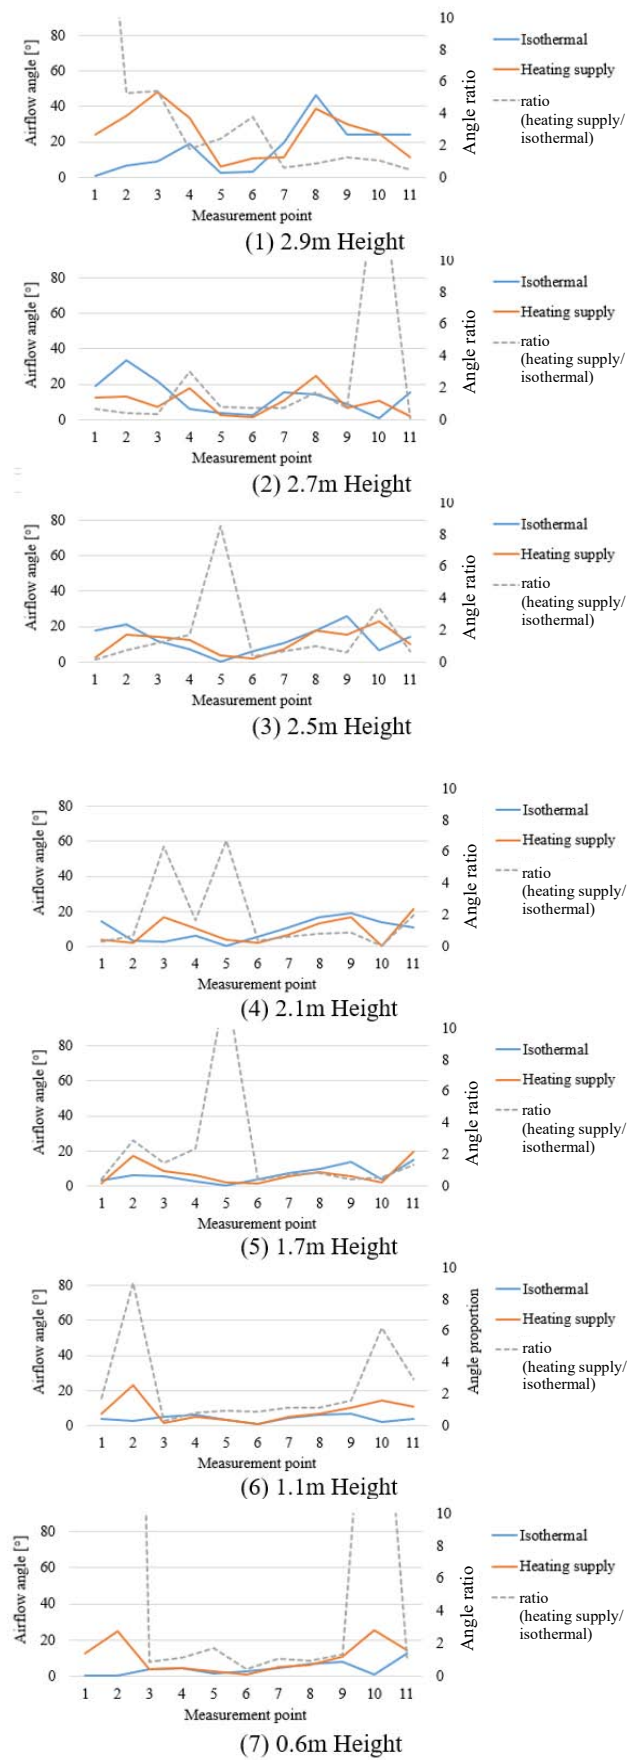 10
80
8
60
6
40
4
20
2
0
0
Airflow angle [°]
Angle ratio
1 2 3 4 5 6 7 8 9 10 11
Measurement point
Isothermal
Heating supply
ratio
(heating supply/
isothermal)
(1) 2.9m Height
10
80
8
60
6
40
4
20
2
0
0
Airflow angle [°]
Angle ratio
1 2 3 4 5 6 7 8 9 10 11
Measurement point
Isothermal
Heating supply
ratio
(heating supply/
isothermal)
(2) 2.7m Height
10
80
8
60
6
40
4
20
2
0
0
Airflow angle [°]
Angle ratio
1 2 3 4 5 6 7 8 9 10 11
Measurement point
Isothermal
Heating supply
ratio
(heating supply/
isothermal)
(3) 2.5m Height
10
80
8
60
6
40
4
20
2
0
0
Airflow angle [°]
Angle ratio
1 2 3 4 5 6 7 8 9 10 11
Measurement point
Isothermal
Heating supply
ratio
(heating supply/
isothermal)
(4) 2.1m Height
10
80
8
60
6
40
4
20
2
0
0
Airflow angle [°]
Angle ratio
1 2 3 4 5 6 7 8 9 10 11
Measurement point
Isothermal
Heating supply
ratio
(heating supply/
isothermal)
(5) 1.7m Height
10
80
8
60
6
40
4
20
2
0
0
Airflow angle [°]
Angle proportion
1 2 3 4 5 6 7 8 9 10 11
Measurement point
Isothermal
Heating supply
ratio
(heating supply/
isothermal)
(6) 1.1m Height
10
80
8
60
6
40
4
20
2
0
0
Airflow angle [°]
Angle ratio
1 2 3 4 5 6 7 8 9 10 11
Measurement point
Isothermal
Heating supply
ratio
(heating supply/
isothermal)
(7) 0.6m Height